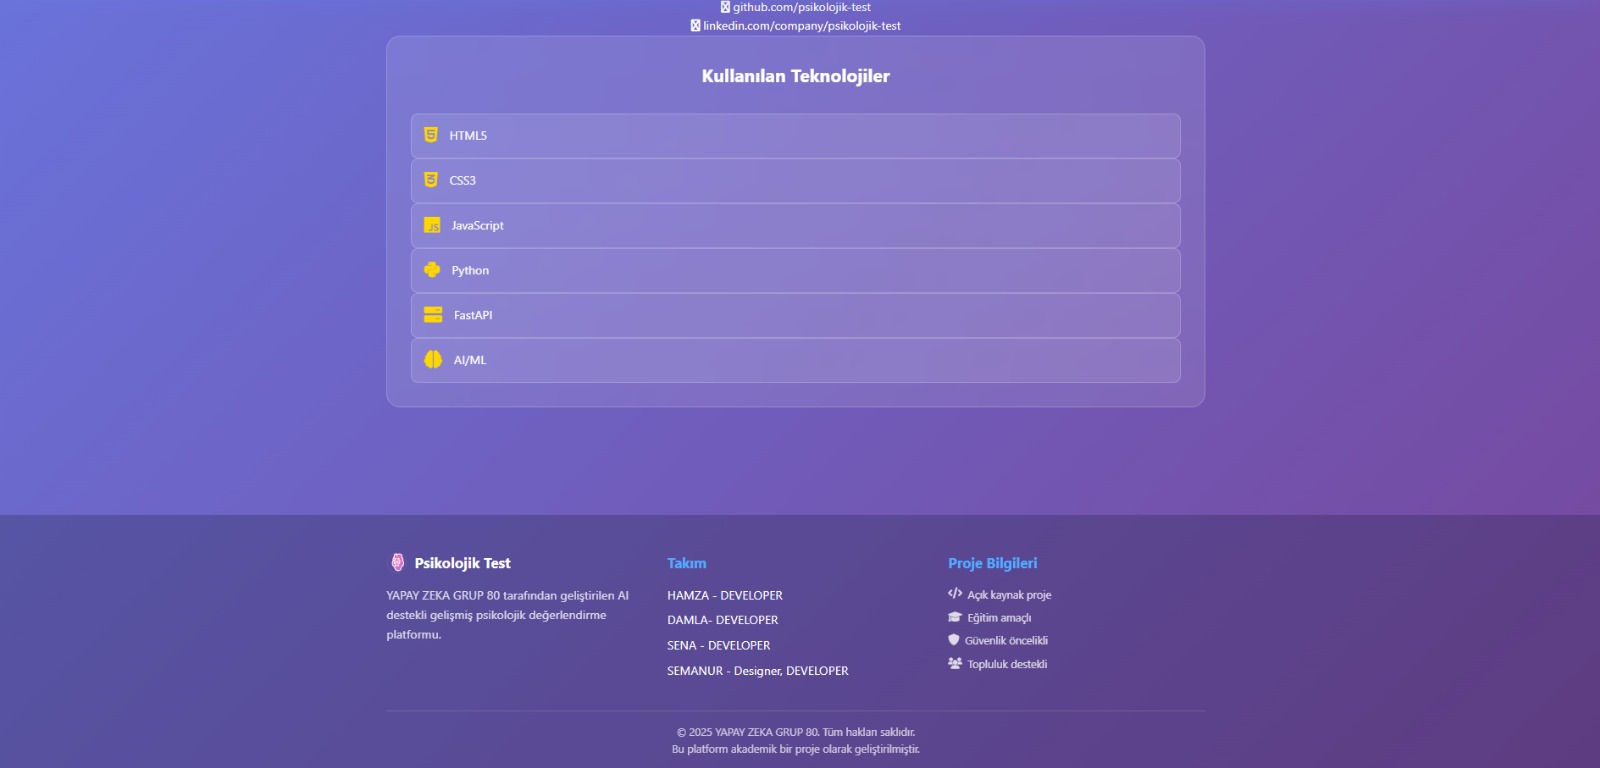 github.com/psikolojik-test
linkedin.com/company/psikolojik-test
Kullanılan Teknolojiler
HTML5
CSS3
JavaScript
Python
FastAPI
AI/ML
Psikolojik Test
YAPAY ZEKA GRUP 80 tarafından geliştirilen AI
destekli gelişmiş psikolojik değerlendirme
platformu.
Takım
HAMZA - DEVELOPER
DAMLA- DEVELOPER
SENA - DEVELOPER
SEMANUR - Designer, DEVELOPER
Proje Bilgileri
Açık kaynak proje
Eğitim amaçlı
Güvenlik öncelikli
Topluluk destekli
© 2025 YAPAY ZEKA GRUP 80. Tüm hakları saklıdır.
Bu platform akademik bir proje olarak geliştirilmiştir.